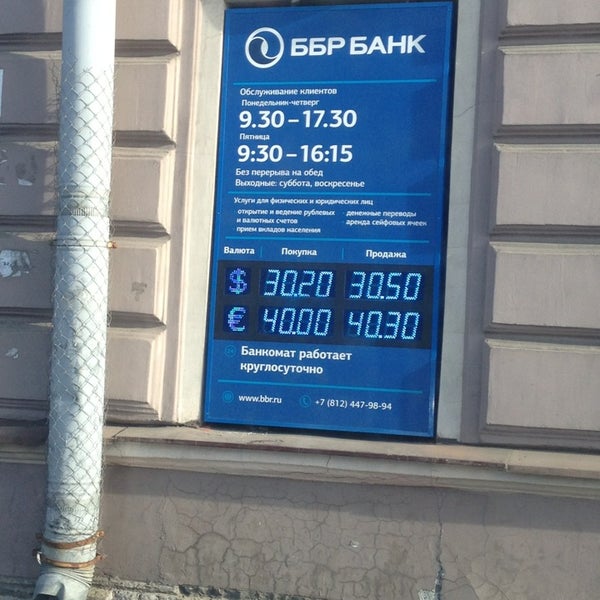 ББР БАНК
Обслуживание клиентов
Понедельник-четверг
9.30 – 17.30
Пятница
9:30 – 16:15
Без перерыва на обед
Выходные: суббота, воскресенье
Услуги для физических и юридических лиц
· открытие и ведение рублевых и валютных счетов
· прием вкладов населения
· денежные переводы
· аренда сейфовых ячеек
Валюта Покупка Продажа
$ 30.20 30.50
€ 40.00 40.30
Банкомат работает
круглосуточно
www.bbr.ru +7 (812) 447-98-94